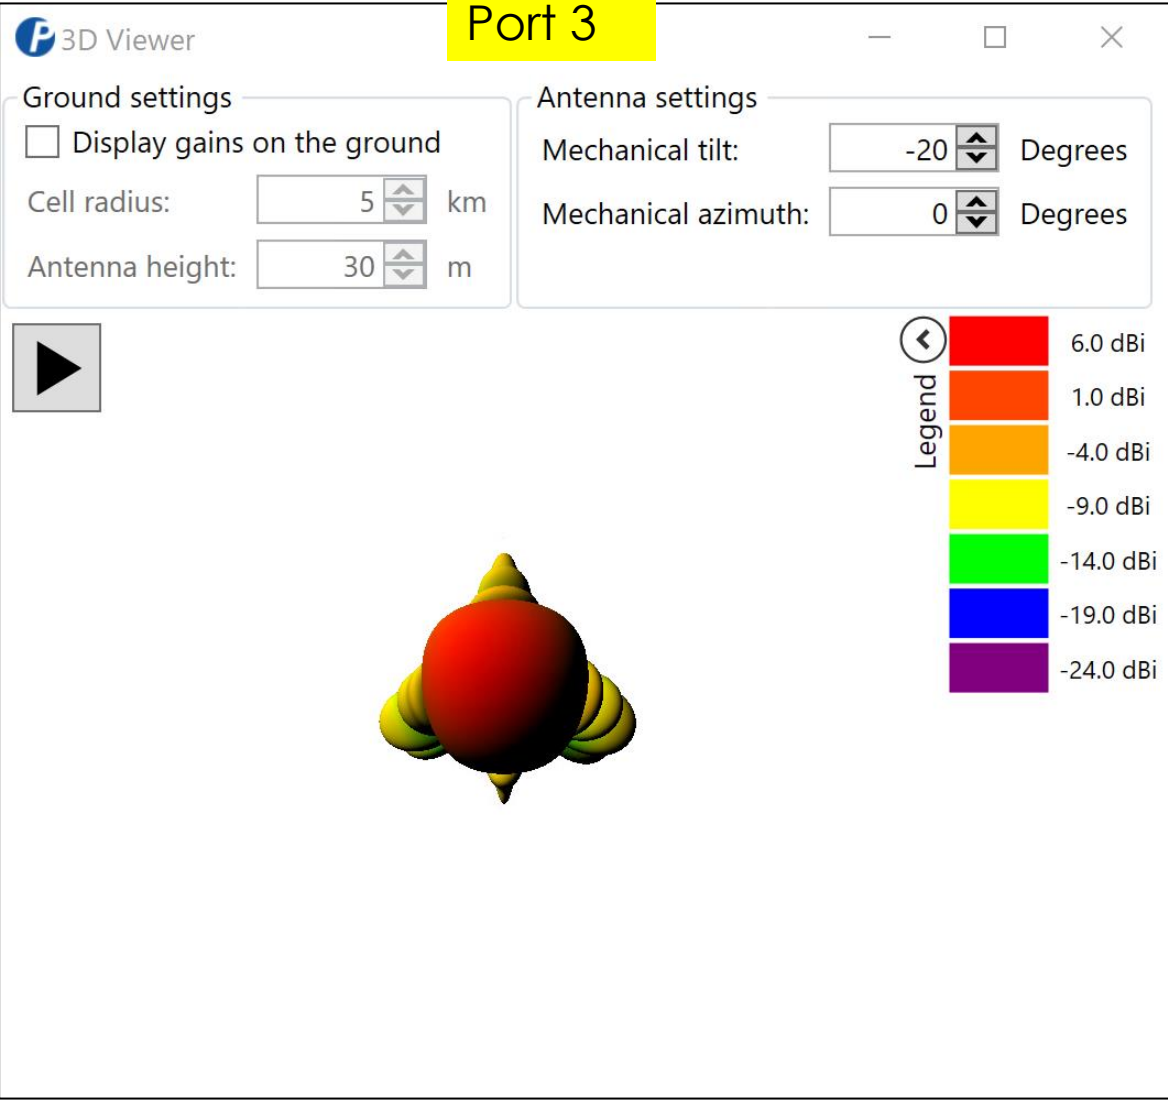 Port 3
3D Viewer
Ground settings
Display gains on the ground
Cell radius: 5 km
Antenna height: 30 m
Antenna settings
Mechanical tilt: -20 Degrees
Mechanical azimuth: 0 Degrees
Legend
6.0 dBi
1.0 dBi
-4.0 dBi
-9.0 dBi
-14.0 dBi
-19.0 dBi
-24.0 dBi